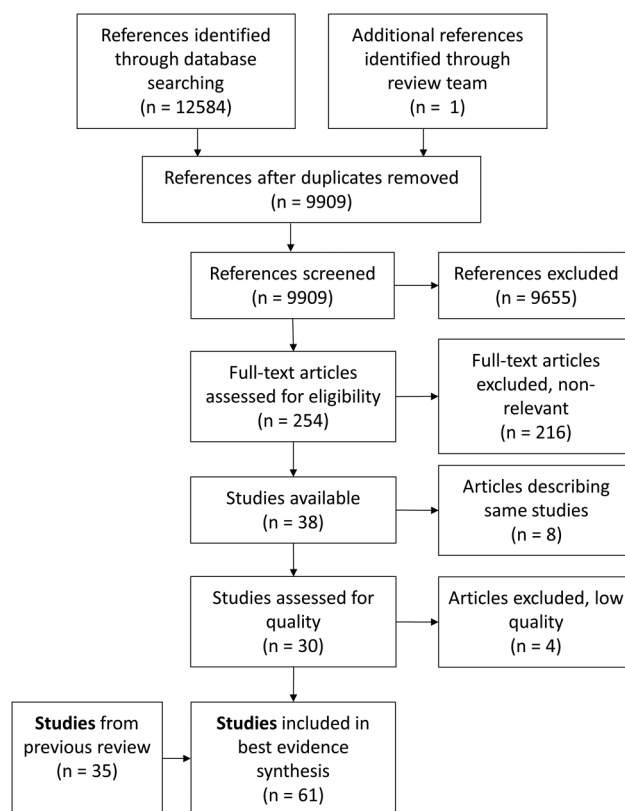 References identified
through database
searching
(n = 12584)
Additional references
identified through
review team
(n =  1)
References after duplicates removed
(n = 9909)
References screened
(n = 9909)
References excluded
(n = 9655)
Full-text articles
assessed for eligibility
(n = 254)
Full-text articles
excluded, non-
relevant
(n = 216)
Studies available
(n = 38)
Articles describing
same studies
(n = 8)
Studies assessed for
quality
(n = 30)
Articles excluded, low
quality
(n = 4)
Studies from
previous review
(n = 35)
Studies included in
best evidence
synthesis
(n = 61)